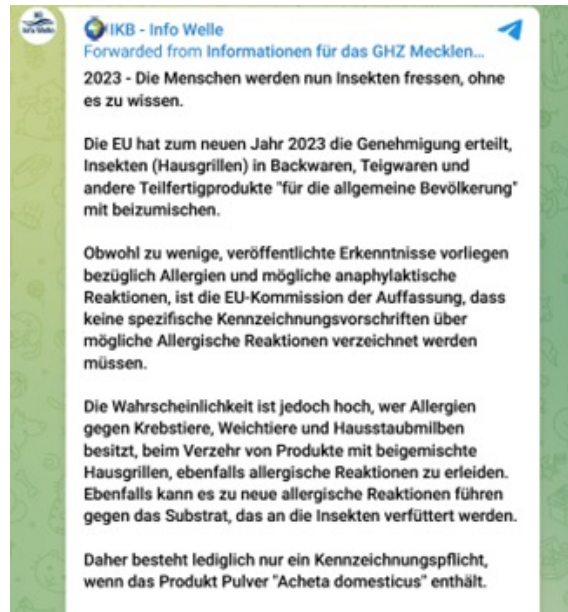 IKB
Info Welle
IKB - Info Welle
Forwarded from Informationen für das GHZ Mecklen...
2023 - Die Menschen werden nun Insekten fressen, ohne
es zu wissen.
Die EU hat zum neuen Jahr 2023 die Genehmigung erteilt,
Insekten (Hausgrillen) in Backwaren, Teigwaren und
andere Teilfertigprodukte "für die allgemeine Bevölkerung"
mit beizumischen.
Obwohl zu wenige, veröffentlichte Erkenntnisse vorliegen
bezüglich Allergien und mögliche anaphylaktische
Reaktionen, ist die EU-Kommission der Auffassung, dass
keine spezifische Kennzeichnungsvorschriften über
mögliche Allergische Reaktionen verzeichnet werden
müssen.
Die Wahrscheinlichkeit ist jedoch hoch, wer Allergien
gegen Krebstiere, Weichtiere und Hausstaubmilben
besitzt, beim Verzehr von Produkte mit beigemischte
Hausgrillen, ebenfalls allergische Reaktionen zu erleiden.
Ebenfalls kann es zu neue allergische Reaktionen führen
gegen das Substrat, das an die Insekten verfüttert werden.
Daher besteht lediglich nur ein Kennzeichnungspflicht,
wenn das Produkt Pulver "Acheta domesticus" enthält.